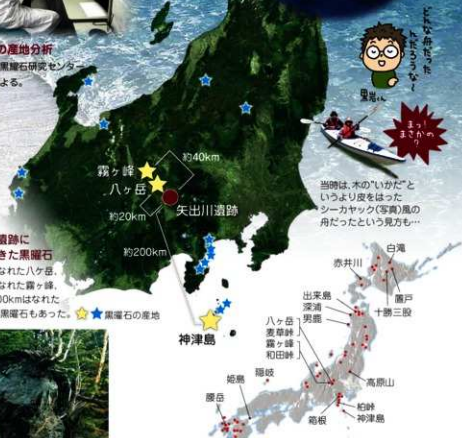 の産地分析
黒曜石研究センター
よる。
どんな舟だった
んだろうな～
黒岩くん
まっ!
まさかの
?
当時は、木の"いかだ"と
いうより皮をはった
シーカヤック(写真)風の
舟だったという見方も…
約40km
霧ヶ峰
八ヶ岳
矢出川遺跡
約20km
約200km
遺跡に
きた黒曜石
なれた八ヶ岳、
なれた霧ヶ峰、
00kmはなれた
黒曜石もあった。
黒曜石の産地
神津島
白滝
赤井川
置戸
十勝三股
出来島
深浦
男鹿
八ヶ岳
麦草峠
霧ヶ峰
和田峠
隠岐
姫島
腰岳
高原山
柏峠
神津島
箱根